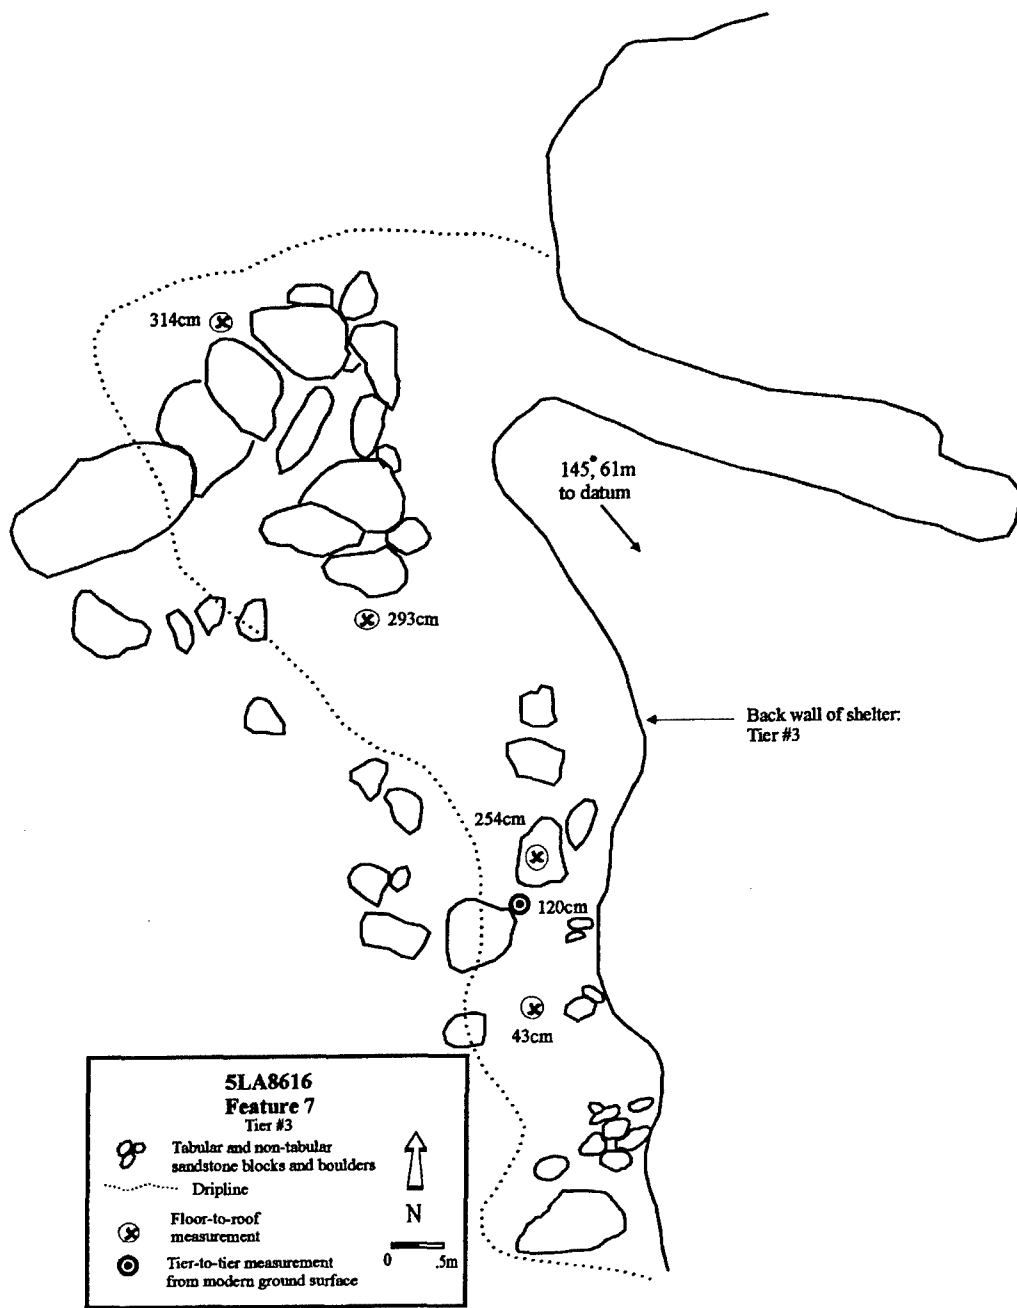 314cm
145°, 61m
to datum
293cm
Back wall of shelter:
Tier #3
254cm
120cm
43cm
5LA8616
Feature 7
Tier #3
Tabular and non-tabular
sandstone blocks and boulders
Dripline
Floor-to-roof
measurement
Tier-to-tier measurement
from modern ground surface
N
0 .5m